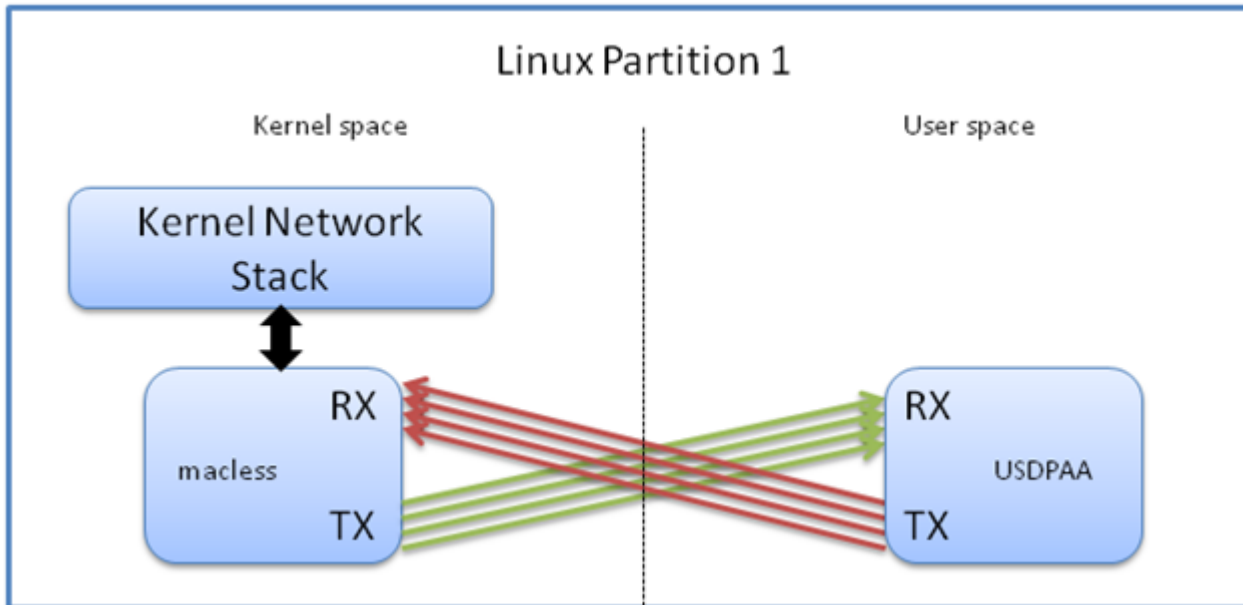 Linux Partition 1
Kernel space
User space
Kernel Network
Stack
RX
macless
TX
RX
USDPAA
TX